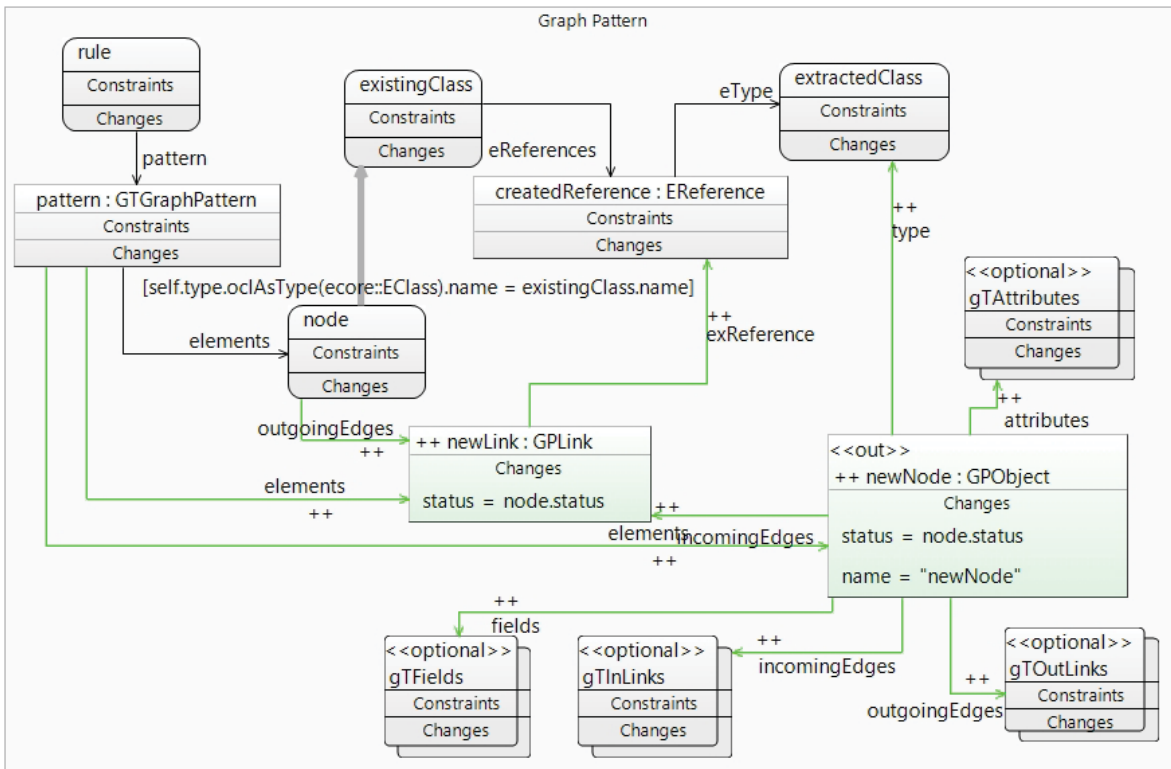 Graph Pattern
rule
Constraints
Changes
existingClass
Constraints
Changes
extractedClass
Constraints
Changes
eType
eReferences
pattern
pattern : GTGraphPattern
Constraints
Changes
createdReference : EReference
Constraints
Changes
++
type
<<optional>>
gTAttributes
Constraints
Changes
[self.type.oclAsType(ecore::EClass).name = existingClass.name]
node
Constraints
Changes
elements
++
exReference
++
attributes
outgoingEdges
++
++ newLink : GPLink
Changes
status = node.status
<<out>>
++ newNode : GPObject
Changes
status = node.status
name = "newNode"
elements
++
++
incomingEdges
elements
++
++
fields
<<optional>>
gTFields
Constraints
Changes
<<optional>>
gTInLinks
Constraints
Changes
++
incomingEdges
++
outgoingEdges
<<optional>>
gTOutLinks
Constraints
Changes